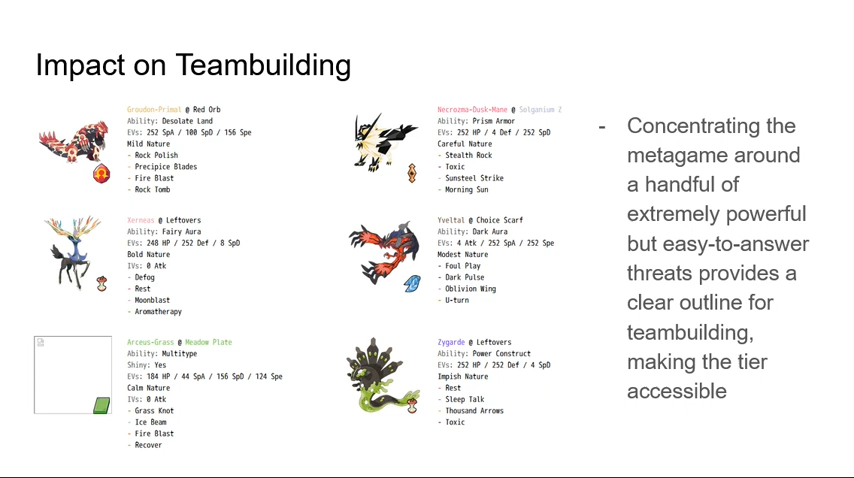 Impact on Teambuilding
Groudon-Primal @ Red Orb
Ability: Desolate Land
EVs: 252 SpA / 100 SpD / 156 Spe
Mild Nature
- Rock Polish
- Precipice Blades
- Fire Blast
- Rock Tomb
Necrozma-Dusk-Mane @ Solganium Z
Ability: Prism Armor
EVs: 252 HP / 4 Def / 252 SpD
Careful Nature
- Stealth Rock
- Toxic
- Sunsteel Strike
- Morning Sun
Xerneas @ Leftovers
Ability: Fairy Aura
EVs: 248 HP / 252 Def / 8 SpD
Bold Nature
IVs: 0 Atk
- Defog
- Rest
- Moonblast
- Aromatherapy
Yveltal @ Choice Scarf
Ability: Dark Aura
EVs: 4 Atk / 252 SpA / 252 Spe
Modest Nature
- Foul Play
- Dark Pulse
- Oblivion Wing
- U-turn
Arceus-Grass @ Meadow Plate
Ability: Multitype
Shiny: Yes
EVs: 184 HP / 44 SpA / 156 SpD / 124 Spe
Calm Nature
IVs: 0 Atk
- Grass Knot
- Ice Beam
- Fire Blast
- Recover
Zygarde @ Leftovers
Ability: Power Construct
EVs: 252 HP / 252 Def / 4 SpD
Impish Nature
- Rest
- Sleep Talk
- Thousand Arrows
- Toxic
- Concentrating the
metagame around
a handful of
extremely powerful
but easy-to-answer
threats provides a
clear outline for
teambuilding,
making the tier
accessible